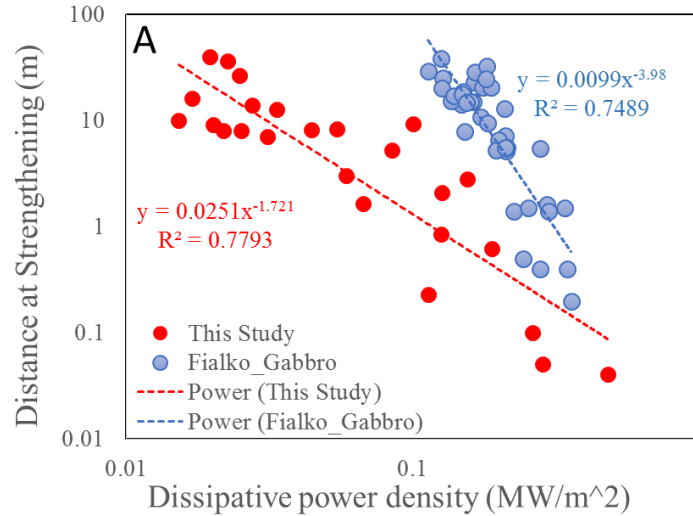 A
100
10
1
0.1
0.01
0.01
0.1
Distance at Strengthening (m)
Dissipative power density (MW/m^2)
y = 0.0099x^-3.98
R² = 0.7489
y = 0.0251x^-1.721
R² = 0.7793
This Study
Fialko_Gabbro
Power (This Study)
Power (Fialko_Gabbro)